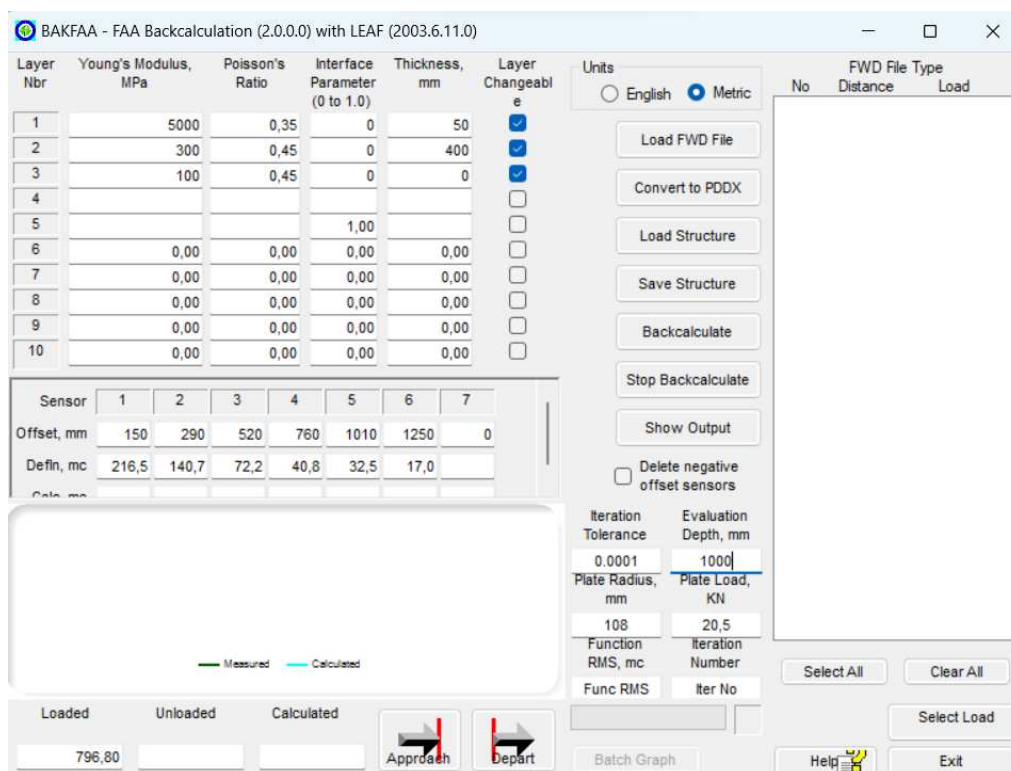 BAKFAA - FAA Backcalculation (2.0.0.0) with LEAF (2003.6.11.0)
Layer Nbr Young's Modulus, MPa Poisson's Ratio Interface Parameter (0 to 1.0) Thickness, mm Layer Changeabl e
1 5000 0,35 0 50
2 300 0,45 0 400
3 100 0,45 0 0
4
5 1,00
6 0,00 0,00 0,00 0,00
7 0,00 0,00 0,00 0,00
8 0,00 0,00 0,00 0,00
9 0,00 0,00 0,00 0,00
10 0,00 0,00 0,00 0,00
Sensor 1 2 3 4 5 6 7
Offset, mm 150 290 520 760 1010 1250 0
Defln, mc 216,5 140,7 72,2 40,8 32,5 17,0
Calc, mc
Measured Calculated
Loaded Unloaded Calculated
796,80
Approach Depart
Units
English Metric
Load FWD File
Convert to PDDX
Load Structure
Save Structure
Backcalculate
Stop Backcalculate
Show Output
Delete negative
offset sensors
Iteration Tolerance Evaluation Depth, mm
0.0001 1000
Plate Radius, mm Plate Load, KN
108 20,5
Function RMS, mc Iteration Number
Func RMS Iter No
Batch Graph
FWD File Type
No Distance Load
Select All Clear All
Select Load
Help Exit